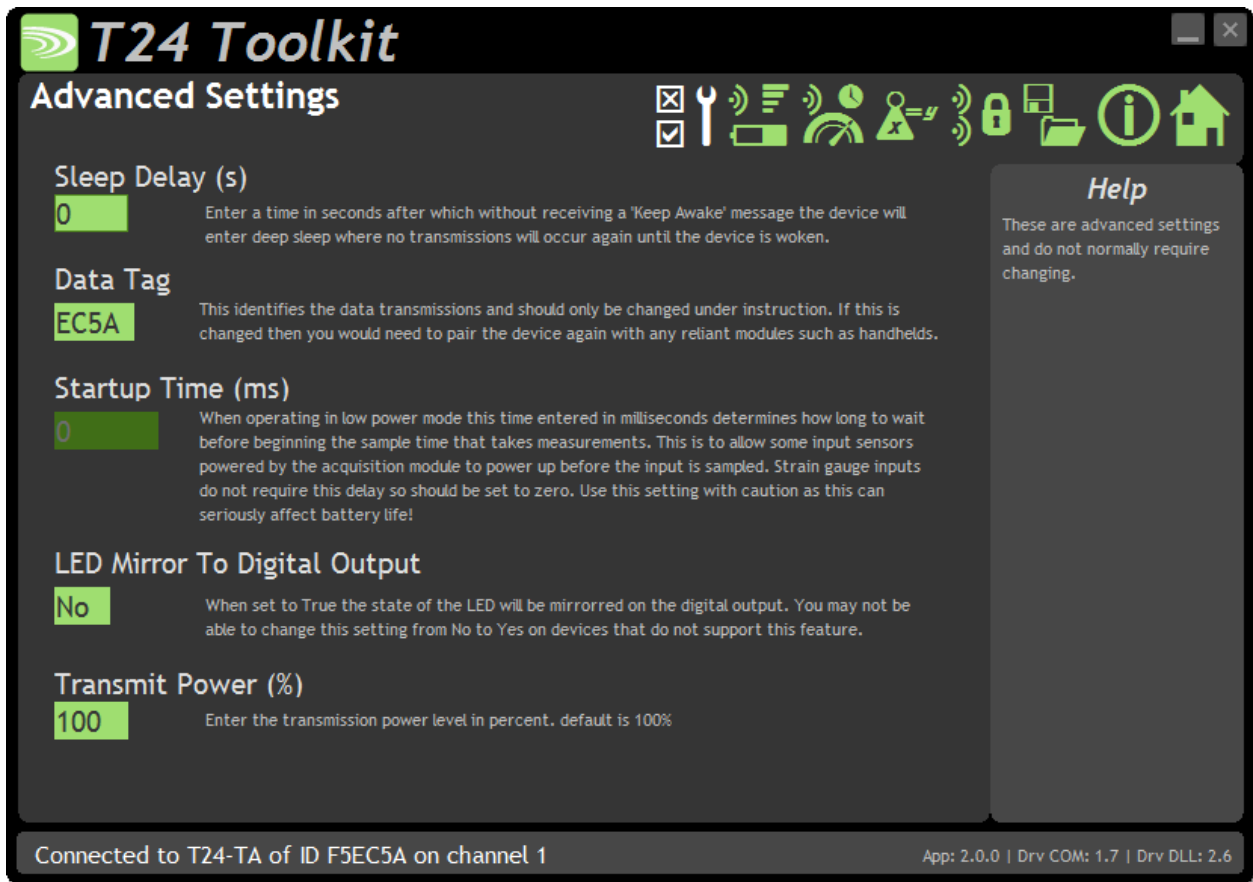 T24 Toolkit
Advanced Settings
x=y
Sleep Delay (s)
0
Enter a time in seconds after which without receiving a 'Keep Awake' message the device will
enter deep sleep where no transmissions will occur again until the device is woken.
Data Tag
EC5A
This identifies the data transmissions and should only be changed under instruction. If this is
changed then you would need to pair the device again with any reliant modules such as handhelds.
Startup Time (ms)
0
When operating in low power mode this time entered in milliseconds determines how long to wait
before beginning the sample time that takes measurements. This is to allow some input sensors
powered by the acquisition module to power up before the input is sampled. Strain gauge inputs
do not require this delay so should be set to zero. Use this setting with caution as this can
seriously affect battery life!
LED Mirror To Digital Output
No
When set to True the state of the LED will be mirrorred on the digital output. You may not be
able to change this setting from No to Yes on devices that do not support this feature.
Transmit Power (%)
100
Enter the transmission power level in percent. default is 100%
Help
These are advanced settings
and do not normally require
changing.
Connected to T24-TA of ID F5EC5A on channel 1
App: 2.0.0 | Drv COM: 1.7 | Drv DLL: 2.6